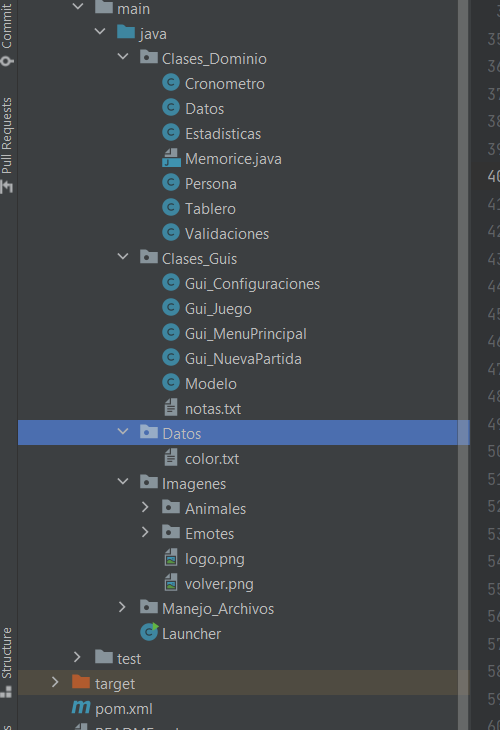 Commit
Pull Requests
Structure
main
java
Clases_Dominio
Cronometro
Datos
Estadisticas
Memorice.java
Persona
Tablero
Validaciones
Clases_Guis
Gui_Configuraciones
Gui_Juego
Gui_MenuPrincipal
Gui_NuevaPartida
Modelo
notas.txt
Datos
color.txt
Imagenes
Animales
Emotes
logo.png
volver.png
Manejo_Archivos
Launcher
test
target
pom.xml
35
37
38
39
40
41
42
43
44
45
46
47
48
49
50
51
52
53
54
55
56
57
58
59
60